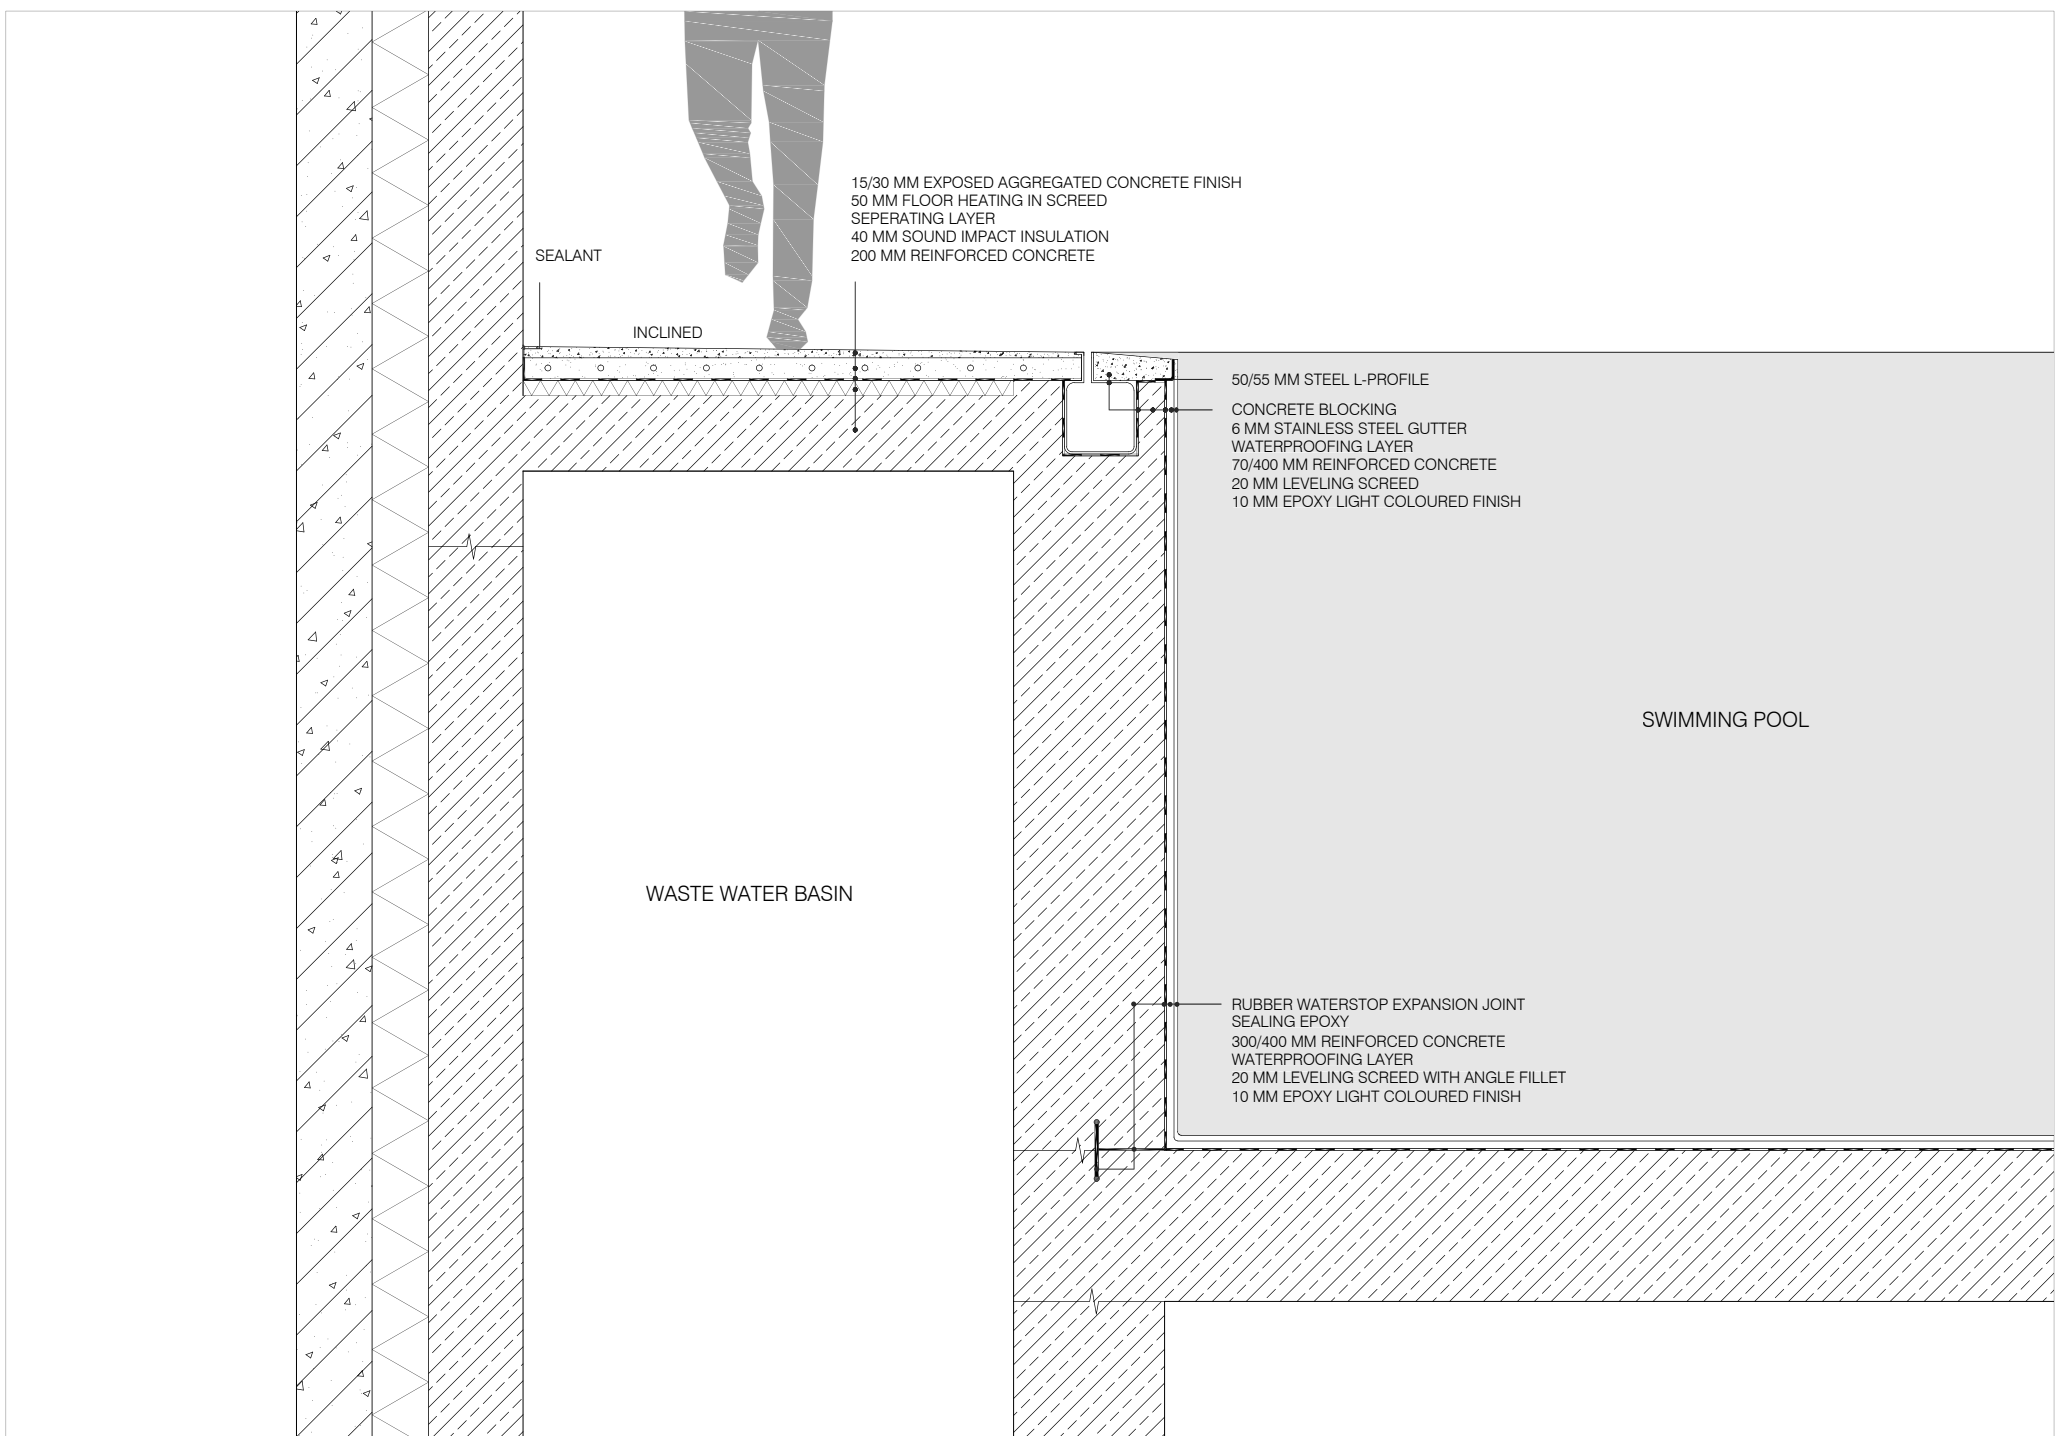 15/30 MM EXPOSED AGGREGATED CONCRETE FINISH
50 MM FLOOR HEATING IN SCREED
SEPERATING LAYER
40 MM SOUND IMPACT INSULATION
200 MM REINFORCED CONCRETE
SEALANT
INCLINED
50/55 MM STEEL L-PROFILE
CONCRETE BLOCKING
6 MM STAINLESS STEEL GUTTER
WATERPROOFING LAYER
70/400 MM REINFORCED CONCRETE
20 MM LEVELING SCREED
10 MM EPOXY LIGHT COLOURED FINISH
SWIMMING POOL
WASTE WATER BASIN
RUBBER WATERSTOP EXPANSION JOINT
SEALING EPOXY
300/400 MM REINFORCED CONCRETE
WATERPROOFING LAYER
20 MM LEVELING SCREED WITH ANGLE FILLET
10 MM EPOXY LIGHT COLOURED FINISH